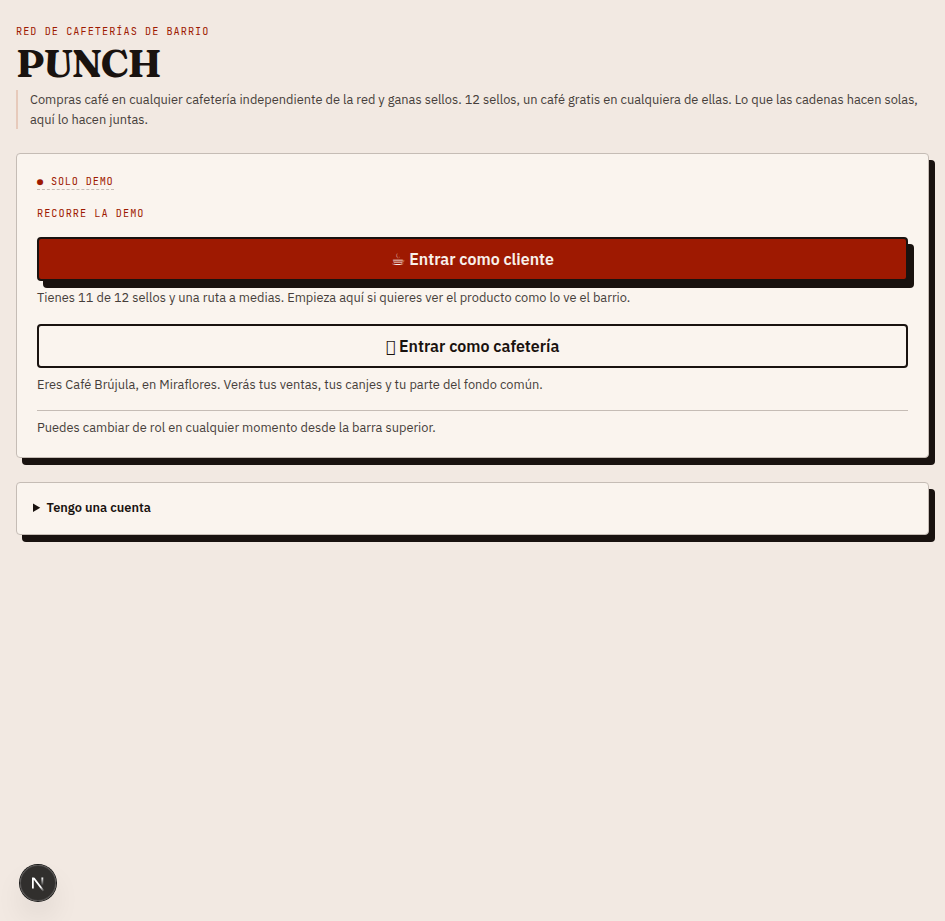 RED DE CAFETERÍAS DE BARRIO
PUNCH
Compras café en cualquier cafetería independiente de la red y ganas sellos. 12 sellos, un café gratis en cualquiera de ellas. Lo que las cadenas hacen solas,
aquí lo hacen juntas.
SOLO DEMO
RECORRE LA DEMO
☕ Entrar como cliente
Tienes 11 de 12 sellos y una ruta a medias. Empieza aquí si quieres ver el producto como lo ve el barrio.
Entrar como cafetería
Eres Café Brújula, en Miraflores. Verás tus ventas, tus canjes y tu parte del fondo común.
Puedes cambiar de rol en cualquier momento desde la barra superior.
Tengo una cuenta
N